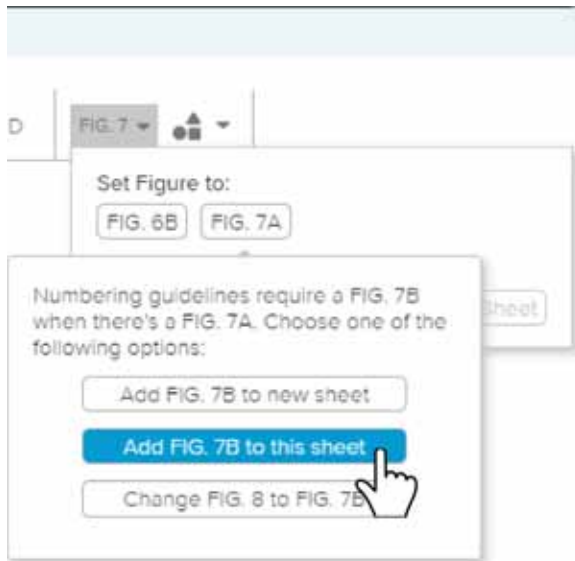 D
FIG. 7
Set Figure to:
FIG. 6B FIG. 7A
Sheet
Numbering guidelines require a FIG. 7B
when there's a FIG. 7A. Choose one of the
following options:
Add FIG. 7B to new sheet
Add FIG. 7B to this sheet
Change FIG. 8 to FIG. 7B